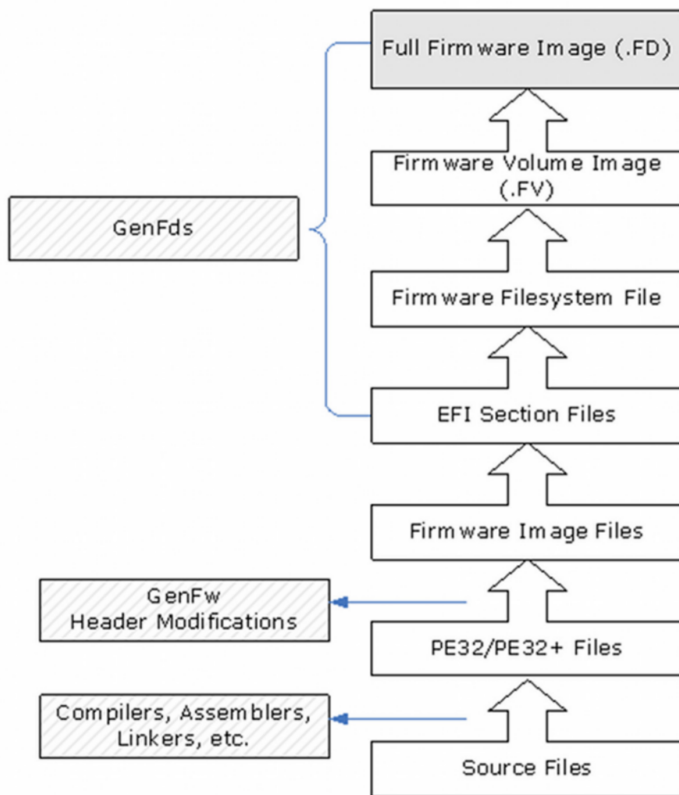 Full Firmware Image (.FD)
Firmware Volume Image
(.FV)
GenFds
Firmware Filesystem File
EFI Section Files
Firmware Image Files
GenFw
Header Modifications
PE32/PE32+ Files
Compilers, Assemblers,
Linkers, etc.
Source Files